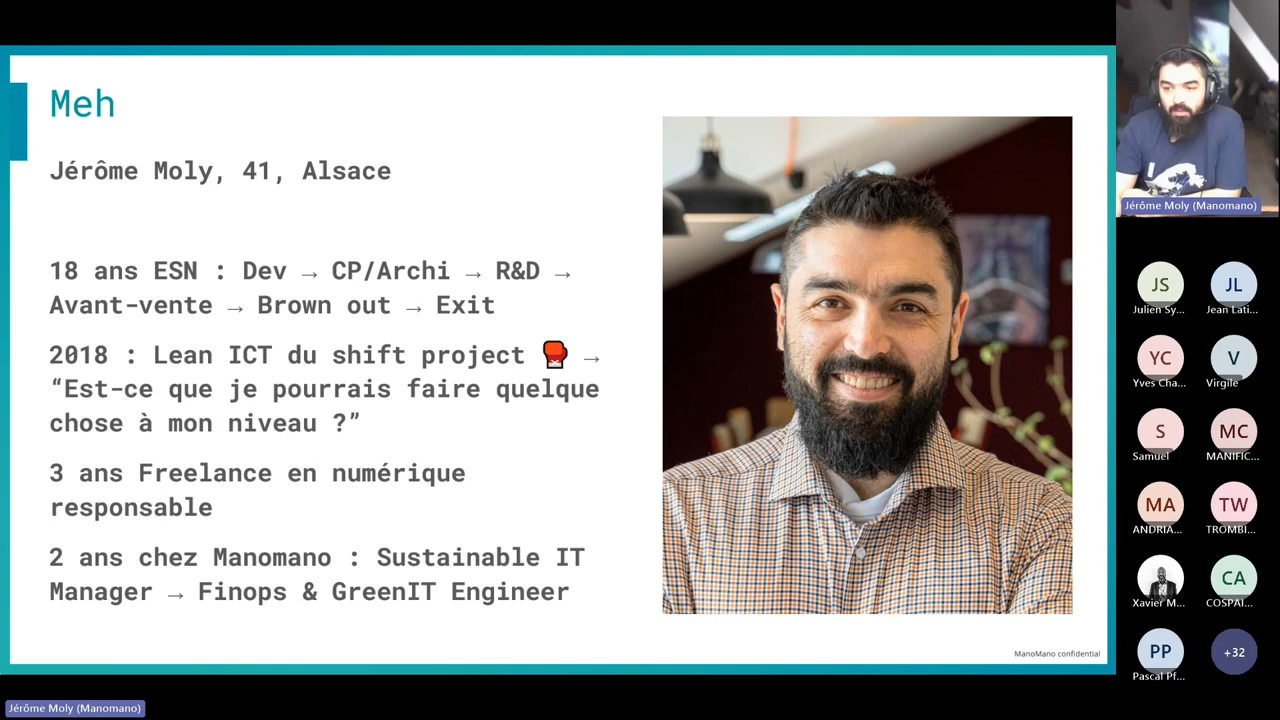 Meh
Jérôme Moly, 41, Alsace
18 ans ESN : Dev → CP/Archi → R&D →
Avant-vente → Brown out → Exit
2018 : Lean ICT du shift project 🥊 →
“Est-ce que je pourrais faire quelque
chose à mon niveau ?”
3 ans Freelance en numérique
responsable
2 ans chez Manomano : Sustainable IT
Manager → Finops & GreenIT Engineer
ManoMano confidential
Jérôme Moly (Manomano)
JS
JL
Julien Sy...
Jean Lati...
YC
V
Yves Cha...
Virgile
S
MC
Samuel
MANIFIC...
MA
TW
ANDRIA...
TROMBI...
CA
Xavier M...
COSPAI...
PP
+32
Pascal Pf...
Jérôme Moly (Manomano)